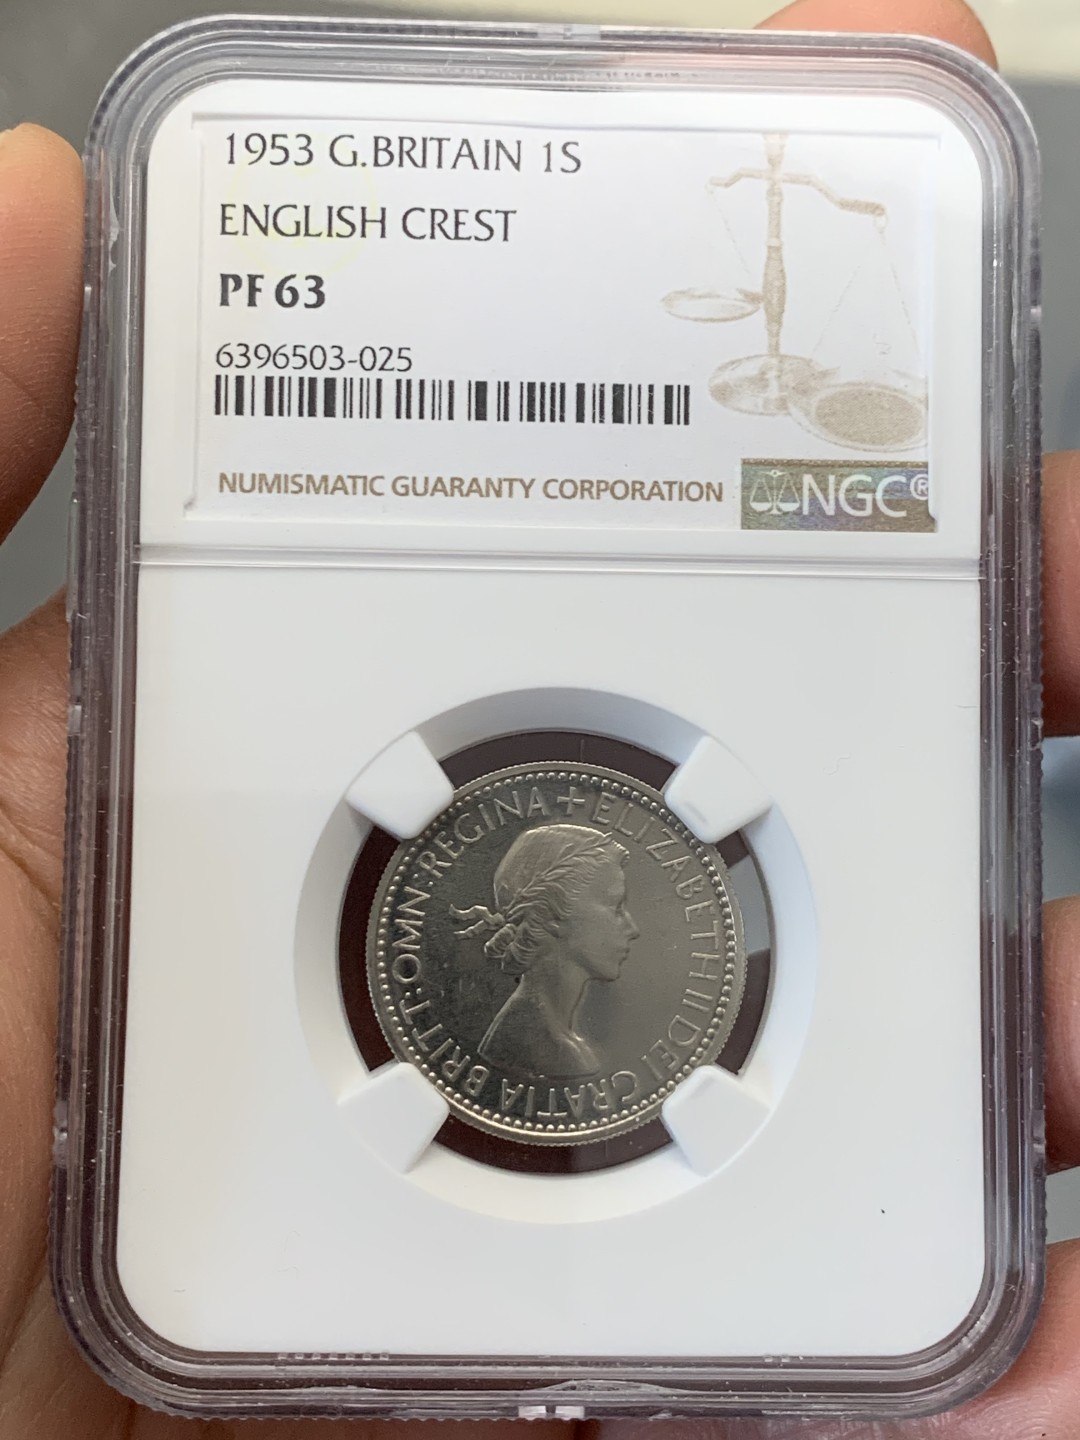 1953 G.BRITAIN 1S
ENGLISH CREST
PF 63
6396503-025
NUMISMATIC GUARANTY CORPORATION
NGC®
+ ELIZABETH II DEI GRATIA BRITT:OMN:REGINA